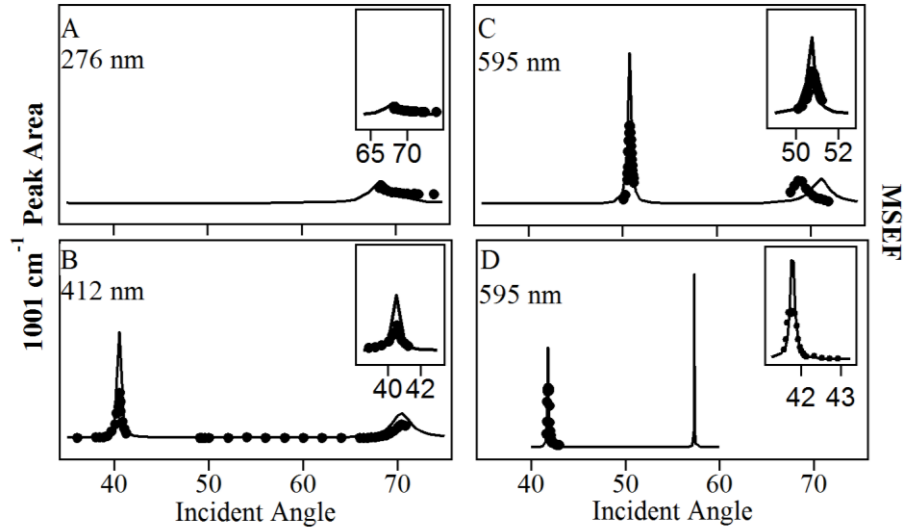 A
276 nm
65 70
C
595 nm
50 52
B
412 nm
40 42
D
595 nm
42 43
40 50 60 70
40 50 60 70
Incident Angle
Incident Angle
1001 cm⁻¹ Peak Area
MSEF